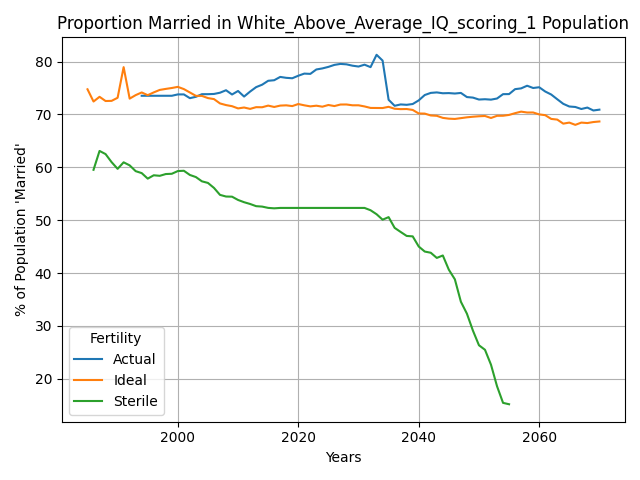 Proportion Married in White_Above_Average_IQ_scoring_1 Population
% of Population 'Married'
80
70
60
50
40
30
20
Fertility
Actual
Ideal
Sterile
2000 2020 2040 2060
Years